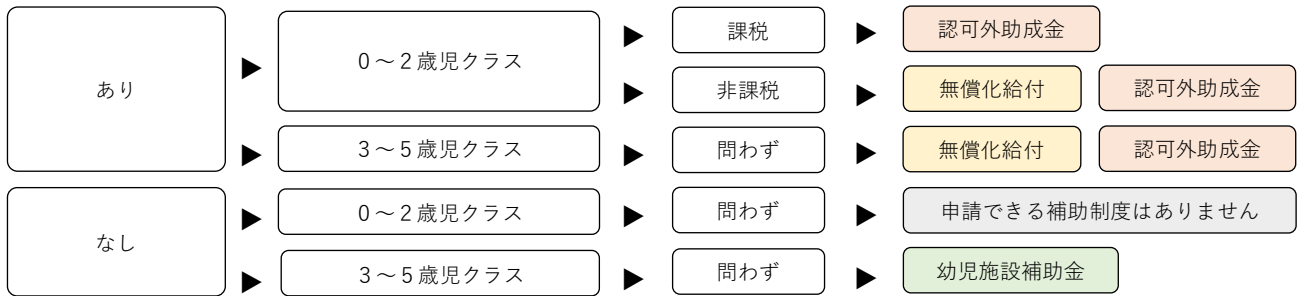 あり
0～2歳児クラス
▶ 課税 ▶ 認可外助成金
▶ 非課税 ▶ 無償化給付 認可外助成金
▶ 3～5歳児クラス ▶ 問わず ▶ 無償化給付 認可外助成金
なし
▶ 0～2歳児クラス ▶ 問わず ▶ 申請できる補助制度はありません
▶ 3～5歳児クラス ▶ 問わず ▶ 幼児施設補助金